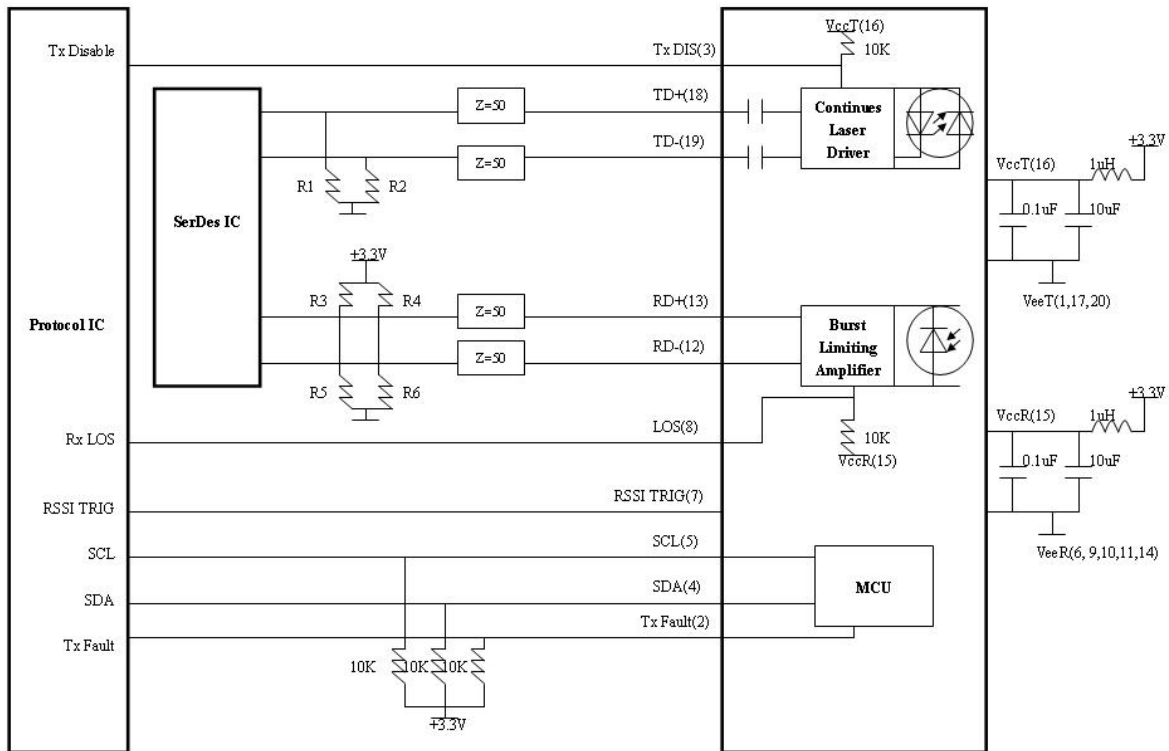 VccT(16)
Tx Disable
Tx DIS(3)
10K
Z=50
TD+(18)
Continues
Laser
Driver
TD-(19)
Z=50
+3.3V
VccT(16)
1uH
R1
R2
0.1uF
10uF
SerDes IC
+3.3V
R3
R4
RD+(13)
VeeT(1,17,20)
Z=50
Protocol IC
Burst
Limiting
Amplifier
RD-(12)
Z=50
R5
R6
+3.3V
LOS(8)
VccR(15)
1uH
Rx LOS
10K
VccR(15)
0.1uF
10uF
RSSI TRIG(7)
RSSI TRIG
SCL(5)
SCL
VeeR(6, 9,10,11,14)
SDA(4)
MCU
SDA
Tx Fault(2)
Tx Fault
10K
10K
10K
+3.3V